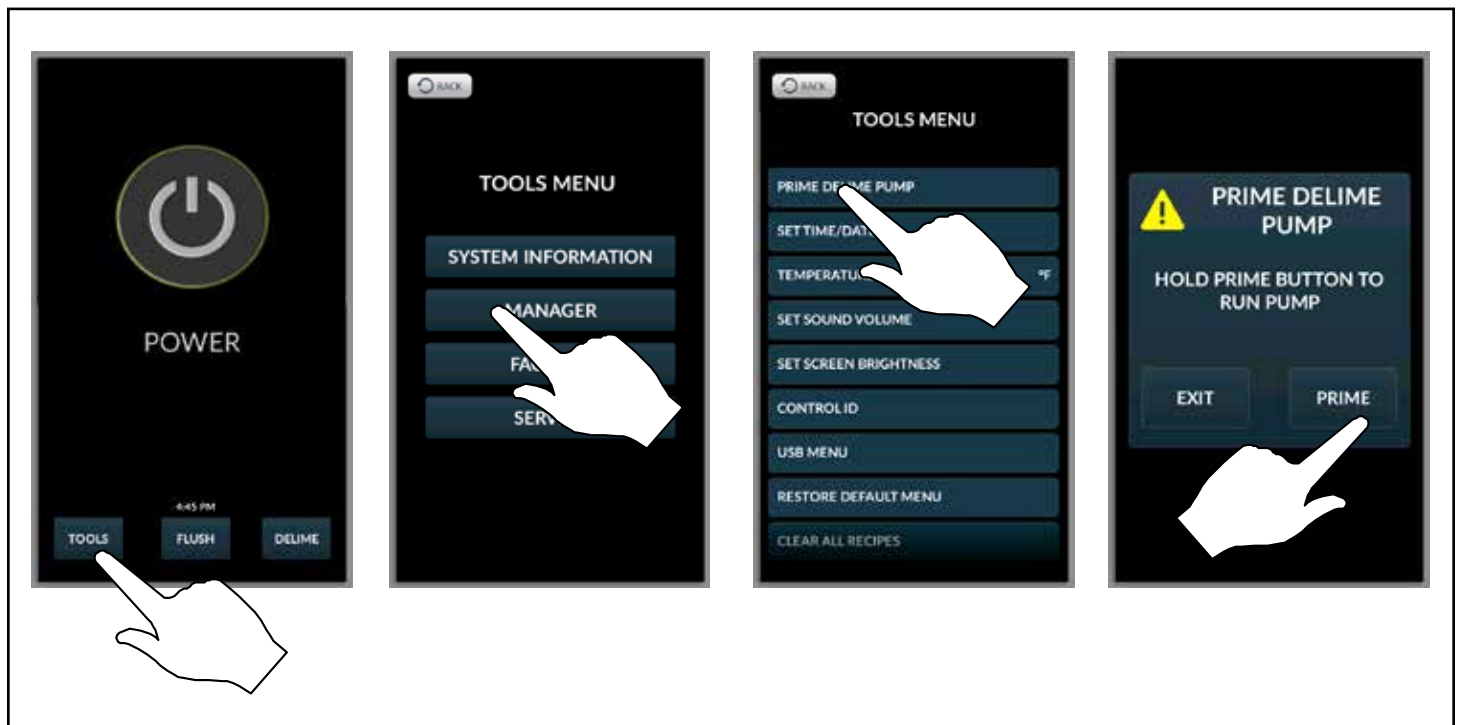 POWER
4:45 PM
TOOLS
FLUSH
DELIME
BACK
TOOLS MENU
SYSTEM INFORMATION
MANAGER
BACK
TOOLS MENU
PRIME DELIME PUMP
SET TIME/DAT
°F
SET SOUND VOLUME
SET SCREEN BRIGHTNESS
CONTROL ID
USB MENU
RESTORE DEFAULT MENU
CLEAR ALL RECIPES
PRIME DELIME
PUMP
HOLD PRIME BUTTON TO
RUN PUMP
EXIT
PRIME